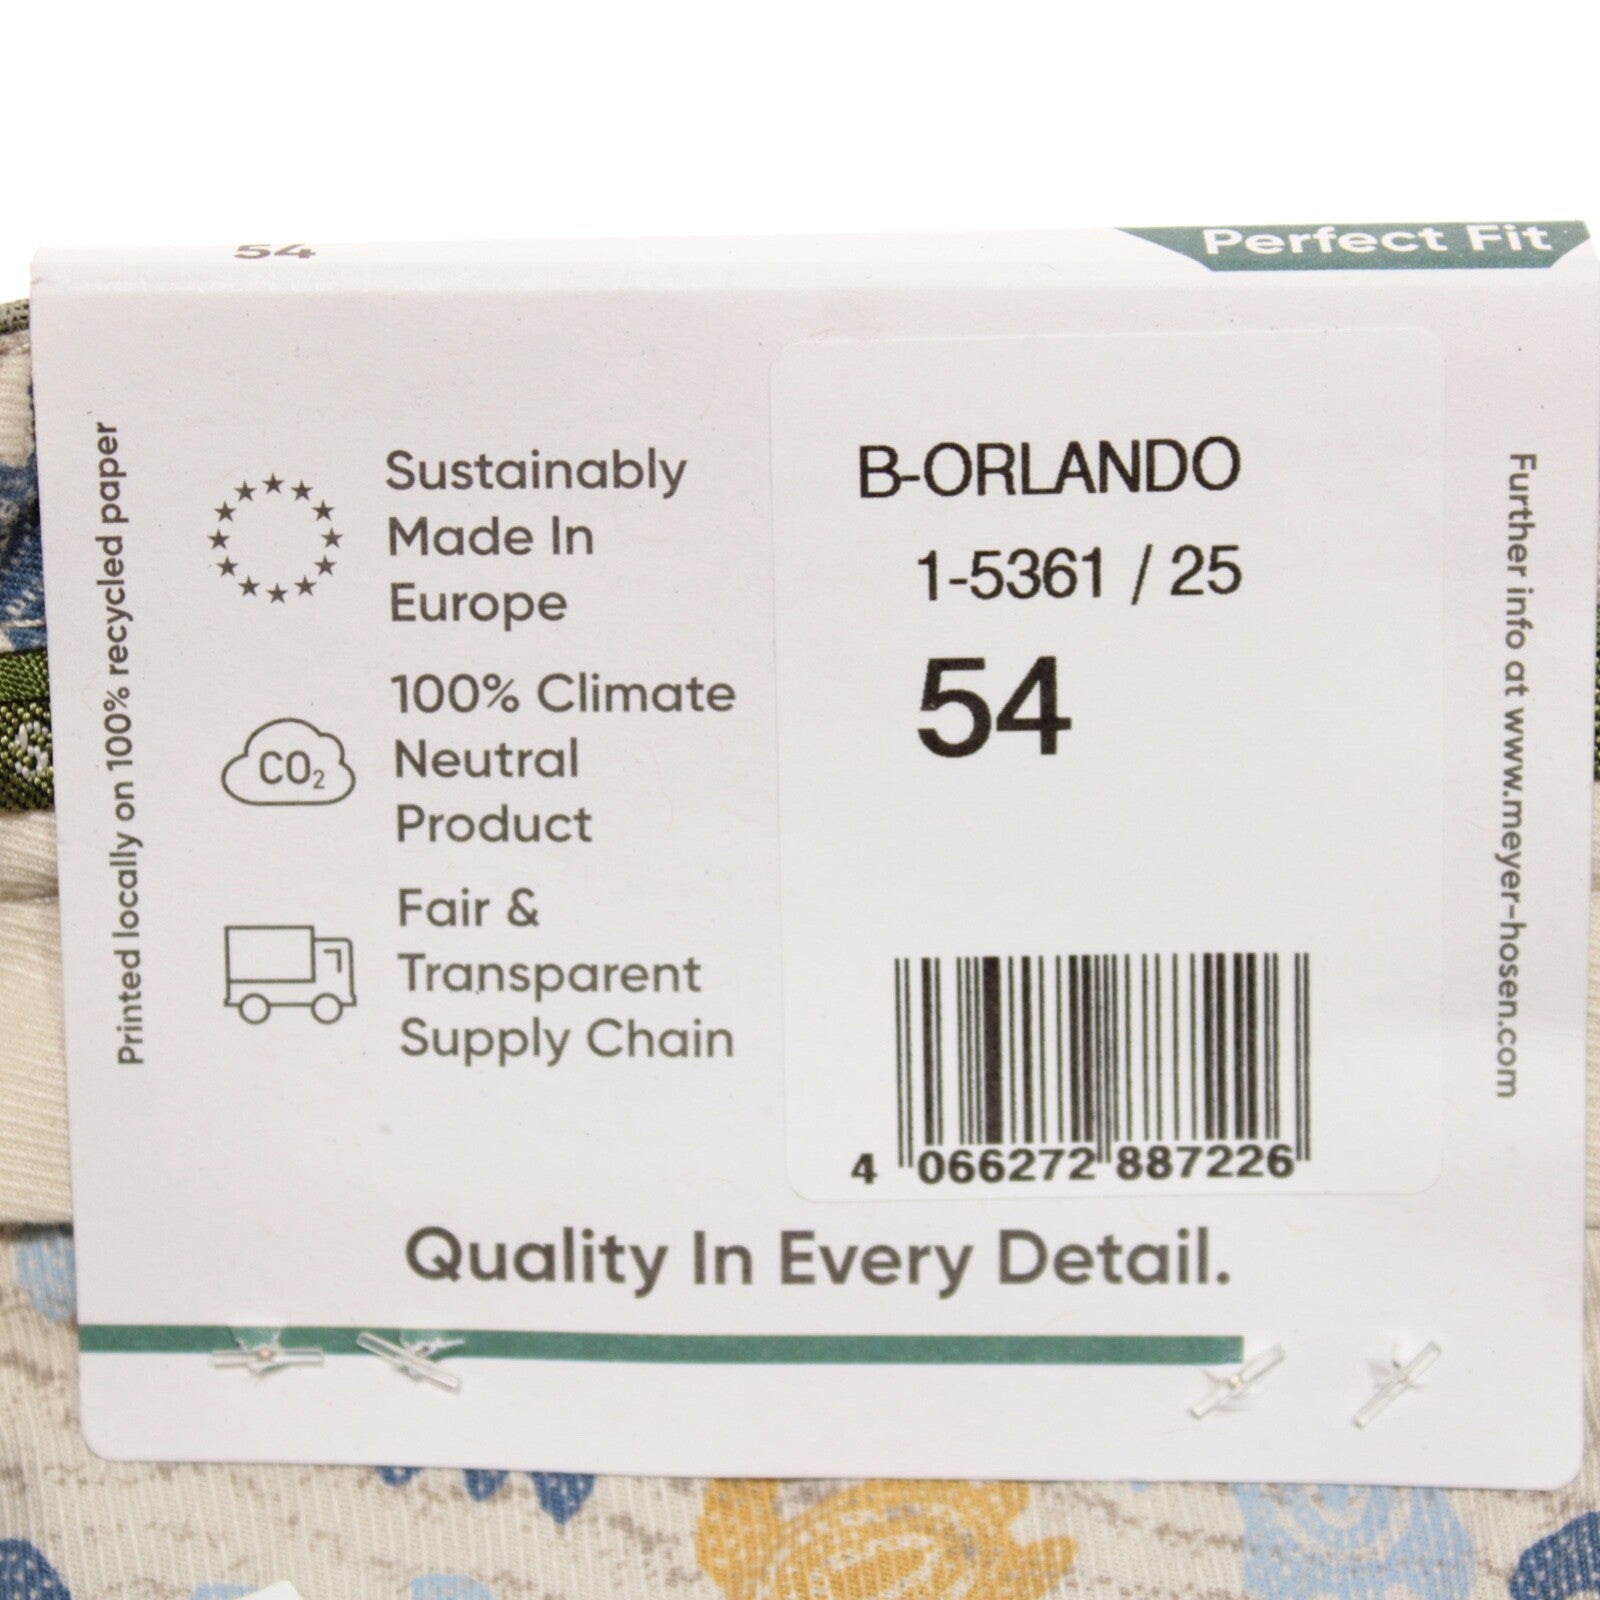 54
Perfect Fit
Printed locally on 100% recycled paper
Sustainably
Made In
Europe
CO₂
100% Climate
Neutral
Product
Fair &
Transparent
Supply Chain
B-ORLANDO
1-5361 / 25
54
4 066272 887226
Further info at www.meyer-hosen.com
Quality In Every Detail.